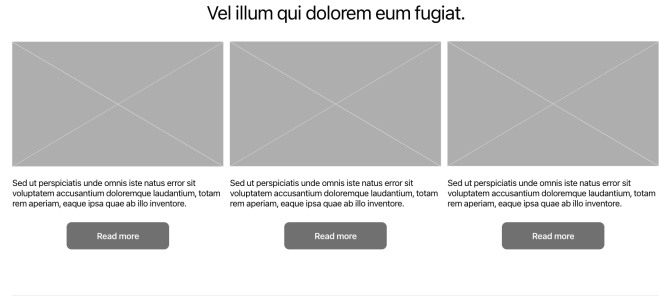 Vel illum qui dolorem eum fugiat.
Sed ut perspiciatis unde omnis iste natus error sit
voluptatem accusantium doloremque laudantium, totam
rem aperiam, eaque ipsa quae ab illo inventore.
Read more
Sed ut perspiciatis unde omnis iste natus error sit
voluptatem accusantium doloremque laudantium, totam
rem aperiam, eaque ipsa quae ab illo inventore.
Read more
Sed ut perspiciatis unde omnis iste natus error sit
voluptatem accusantium doloremque laudantium, totam
rem aperiam, eaque ipsa quae ab illo inventore.
Read more